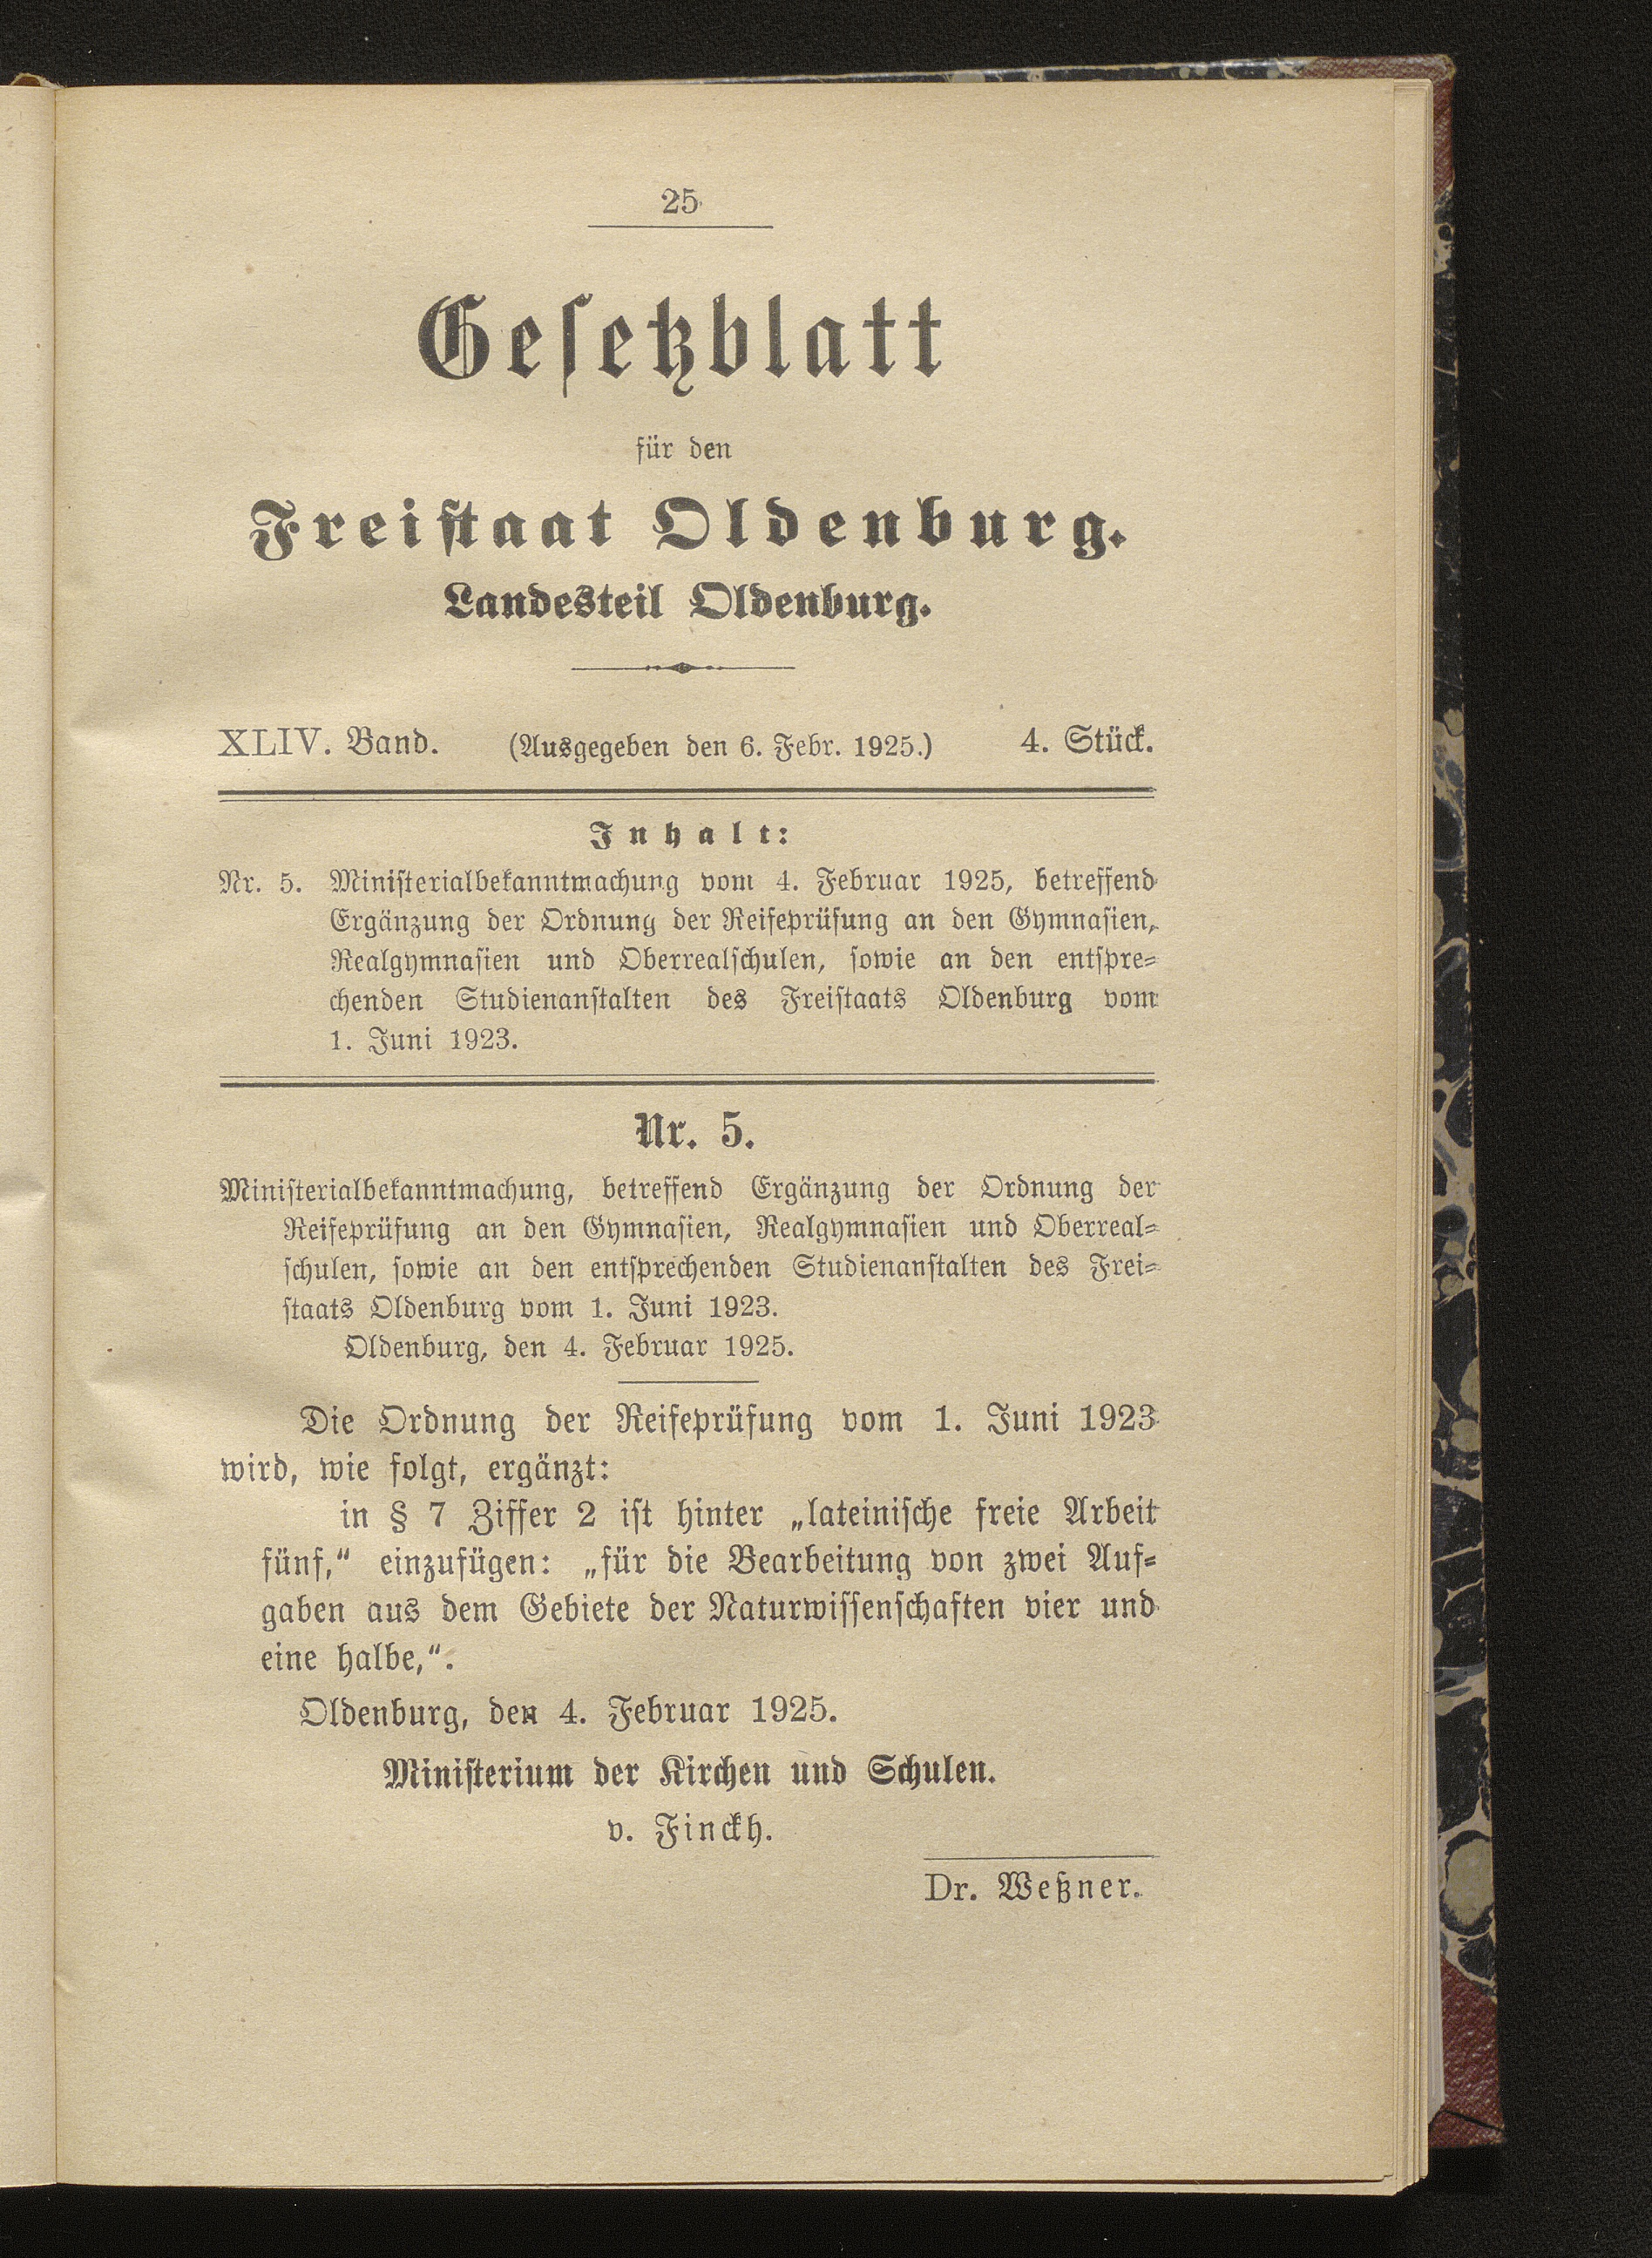 25
Gesetzblatt
für den
Freistaat Oldenburg.
Landesteil Oldenburg.
XLIV. Band. (Ausgegeben den 6. Febr. 1925.) 4. Stück.
Inhalt:
Nr. 5. Ministerialbekanntmachung vom 4. Februar 1925, betreffend
Ergänzung der Ordnung der Reifeprüfung an den Gymnasien,
Realgymnasien und Oberrealschulen, sowie an den entspre-
chenden Studienanstalten des Freistaats Oldenburg vom
1. Juni 1923.
Nr. 5.
Ministerialbekanntmachung, betreffend Ergänzung der Ordnung der
Reifeprüfung an den Gymnasien, Realgymnasien und Oberreal-
schulen, sowie an den entsprechenden Studienanstalten des Frei-
staats Oldenburg vom 1. Juni 1923.
Oldenburg, den 4. Februar 1925.
Die Ordnung der Reifeprüfung vom 1. Juni 1923
wird, wie folgt, ergänzt:
in § 7 Ziffer 2 ist hinter „lateinische freie Arbeit
fünf,“ einzufügen: „für die Bearbeitung von zwei Auf-
gaben aus dem Gebiete der Naturwissenschaften vier und
eine halbe,“.
Oldenburg, den 4. Februar 1925.
Ministerium der Kirchen und Schulen.
v. Finckh.
Dr. Weßner.